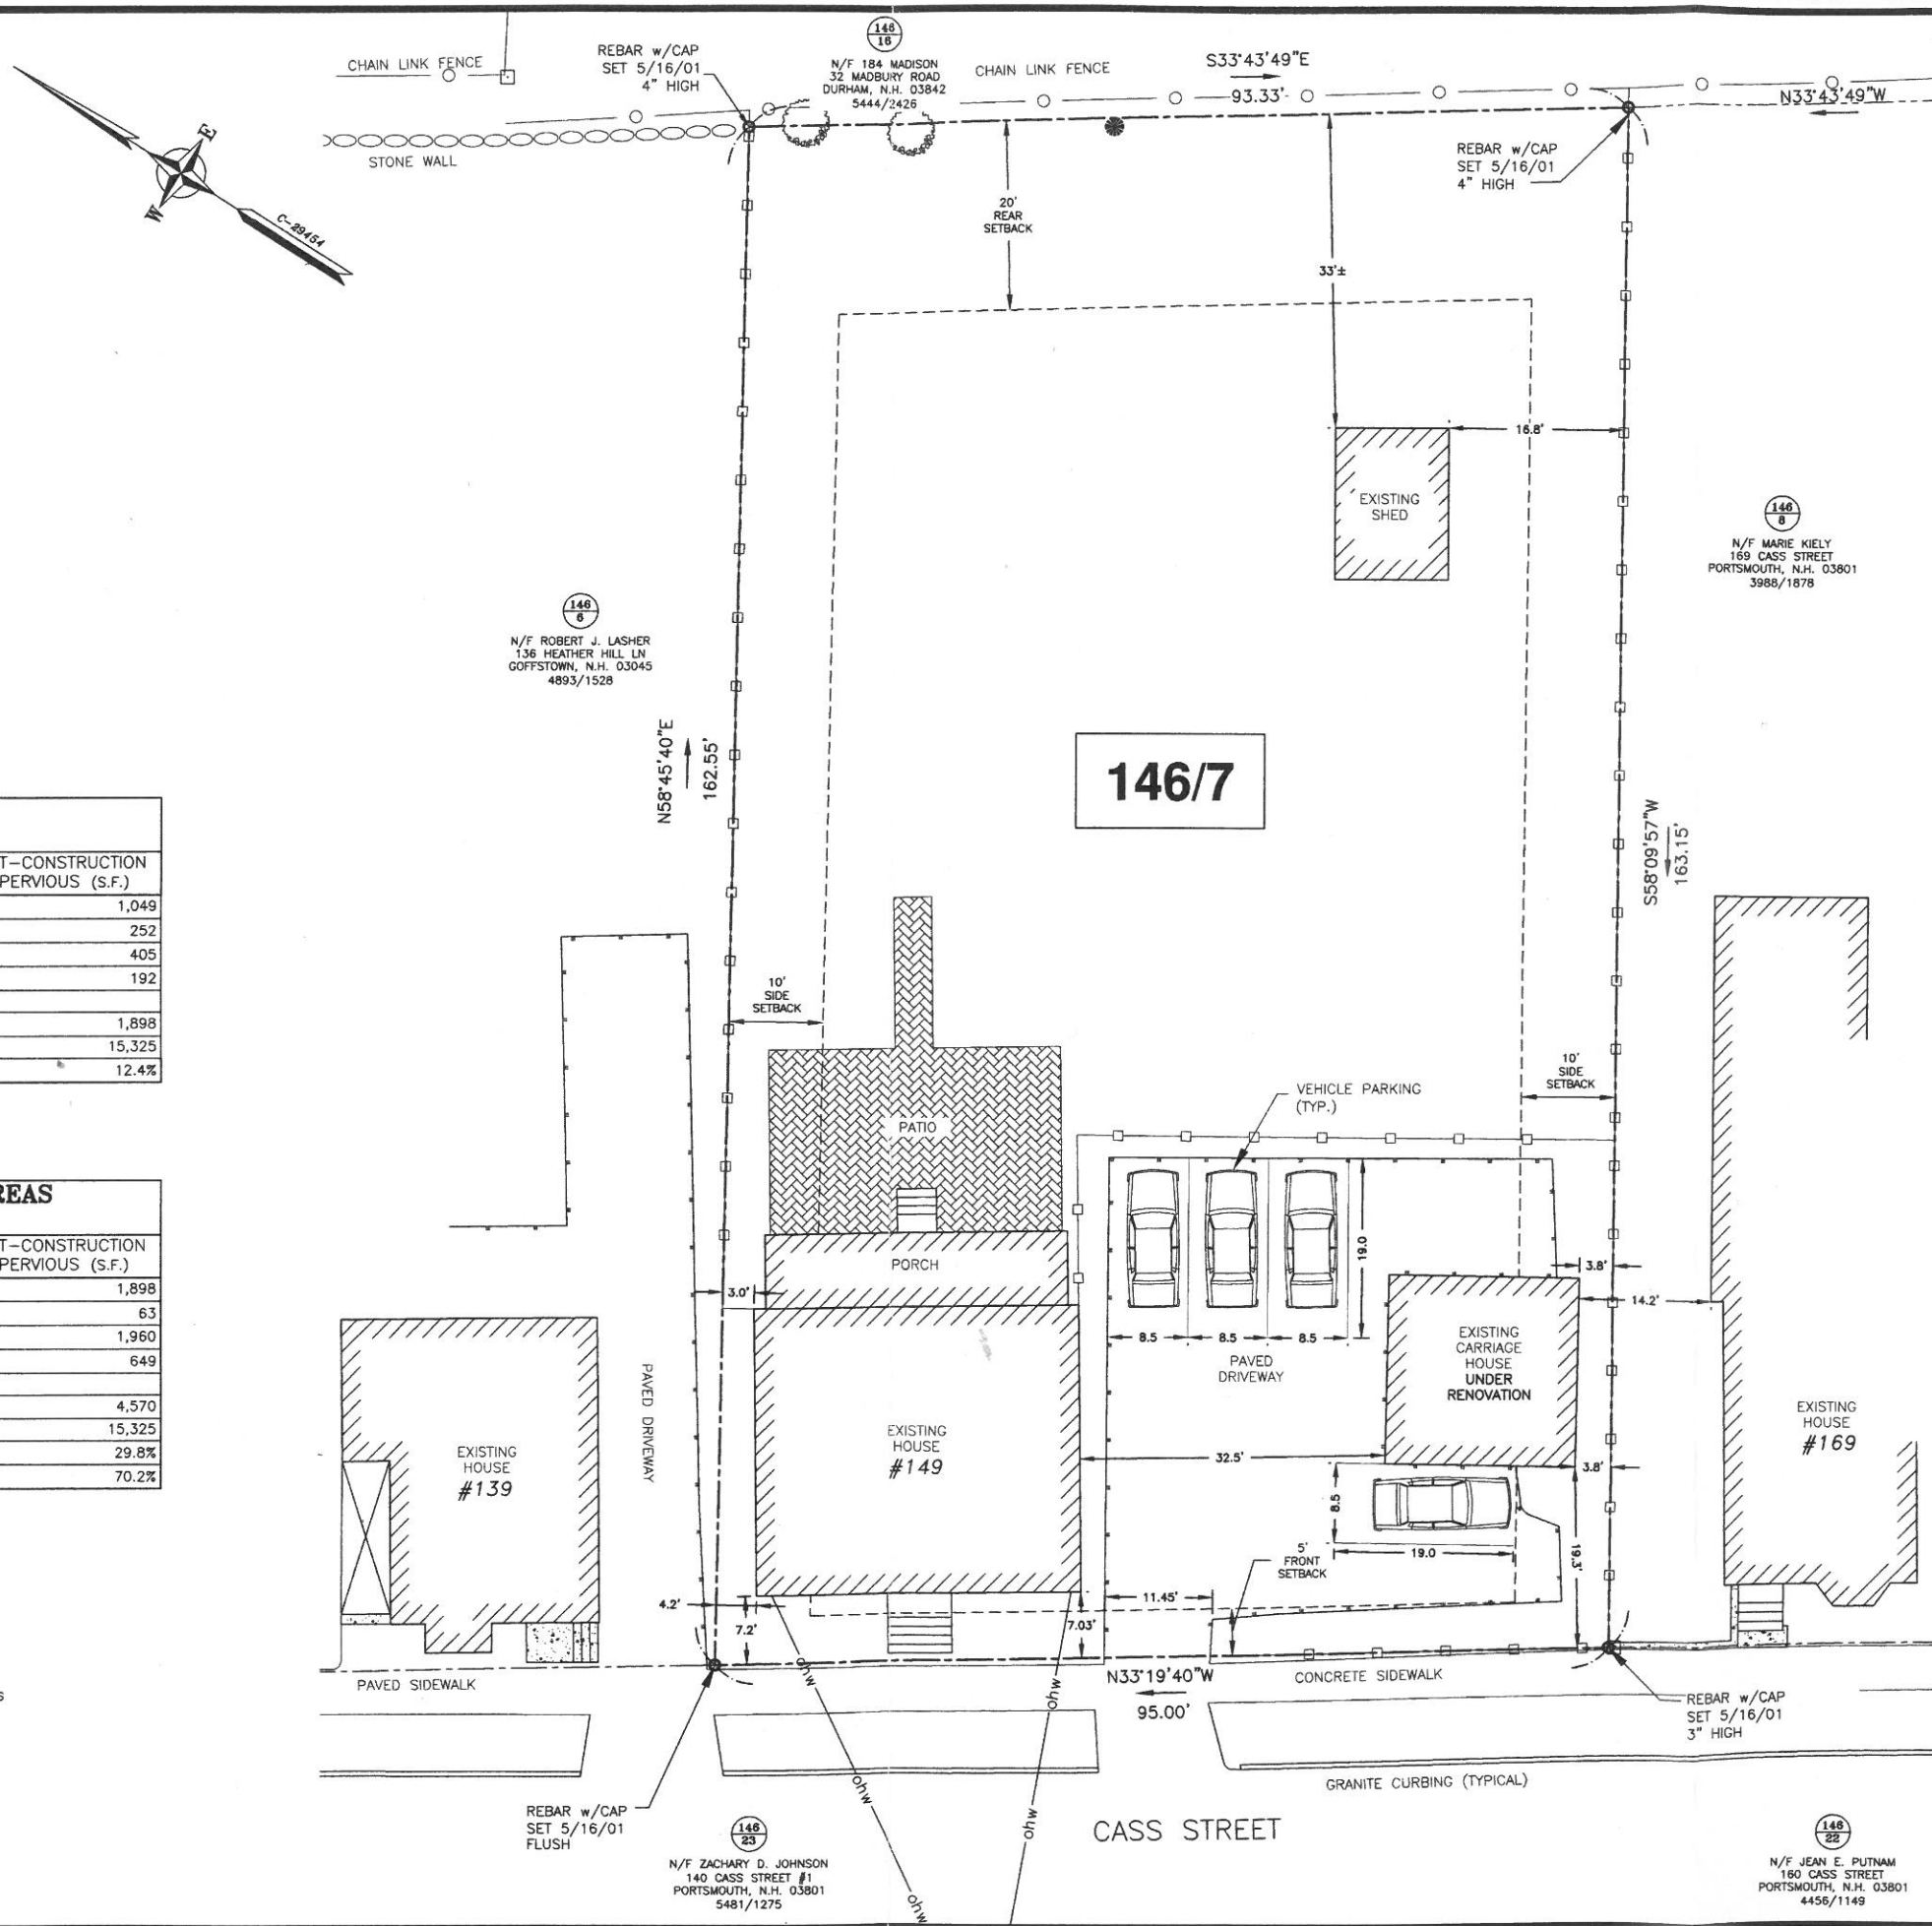 CHAIN LINK FENCE
REBAR w/CAP
SET 5/16/01
4" HIGH
146
16
N/F 184 MADISON
32 MADBURY ROAD
DURHAM, N.H. 03842
5444/2426
CHAIN LINK FENCE
S33°43'49"E
93.33'
N33°43'49"W
REBAR w/CAP
SET 5/16/01
4" HIGH
STONE WALL
E
W
C-29454
20'
REAR
SETBACK
33'±
16.8'
EXISTING
SHED
146
8
N/F MARIE KIELY
169 CASS STREET
PORTSMOUTH, N.H. 03801
3988/1878
146
6
N/F ROBERT J. LASHER
136 HEATHER HILL LN
GOFFSTOWN, N.H. 03045
4893/1528
N58°45'40"E
162.55'
146/7
S58°09'57"W
163.15'
T-CONSTRUCTION
PERVIOUS (S.F.)
1,049
252
405
192
1,898
15,325
12.4%
REAS
T-CONSTRUCTION
PERVIOUS (S.F.)
1,898
63
1,960
649
4,570
15,325
29.8%
70.2%
S
10'
SIDE
SETBACK
10'
SIDE
SETBACK
VEHICLE PARKING
(TYP.)
PATIO
PORCH
3.0'
19.0
3.8'
14.2'
8.5
8.5
8.5
PAVED
DRIVEWAY
EXISTING
CARRIAGE
HOUSE
UNDER
RENOVATION
PAVED DRIVEWAY
EXISTING
HOUSE
#139
EXISTING
HOUSE
#149
EXISTING
HOUSE
#169
32.5'
3.8'
8.5
19.0
19.3'
5'
FRONT
SETBACK
11.45'
4.2'
7.2'
7.03'
ohw
ohw
ohw
ohw
ohw
N33°19'40"W
95.00'
CONCRETE SIDEWALK
PAVED SIDEWALK
REBAR w/CAP
SET 5/16/01
3" HIGH
GRANITE CURBING (TYPICAL)
REBAR w/CAP
SET 5/16/01
FLUSH
CASS STREET
146
23
N/F ZACHARY D. JOHNSON
140 CASS STREET #1
PORTSMOUTH, N.H. 03801
5481/1275
146
22
N/F JEAN E. PUTNAM
160 CASS STREET
PORTSMOUTH, N.H. 03801
4456/1149